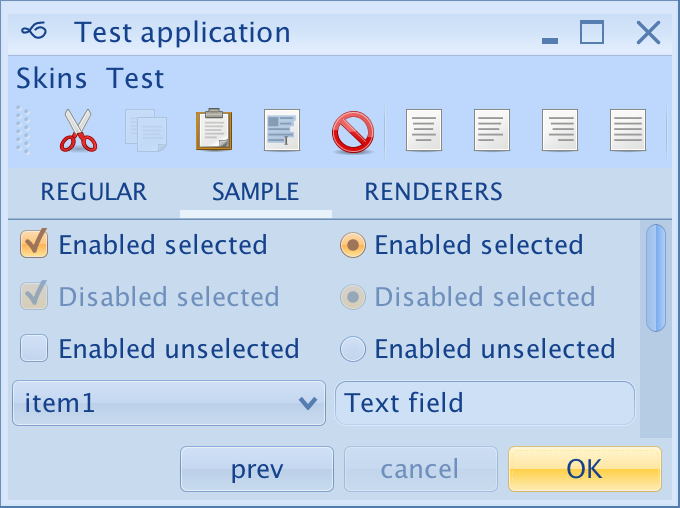 Test application
Skins Test
REGULAR SAMPLE RENDERERS
Enabled selected Enabled selected
Disabled selected Disabled selected
Enabled unselected Enabled unselected
item1 Text field
prev cancel OK